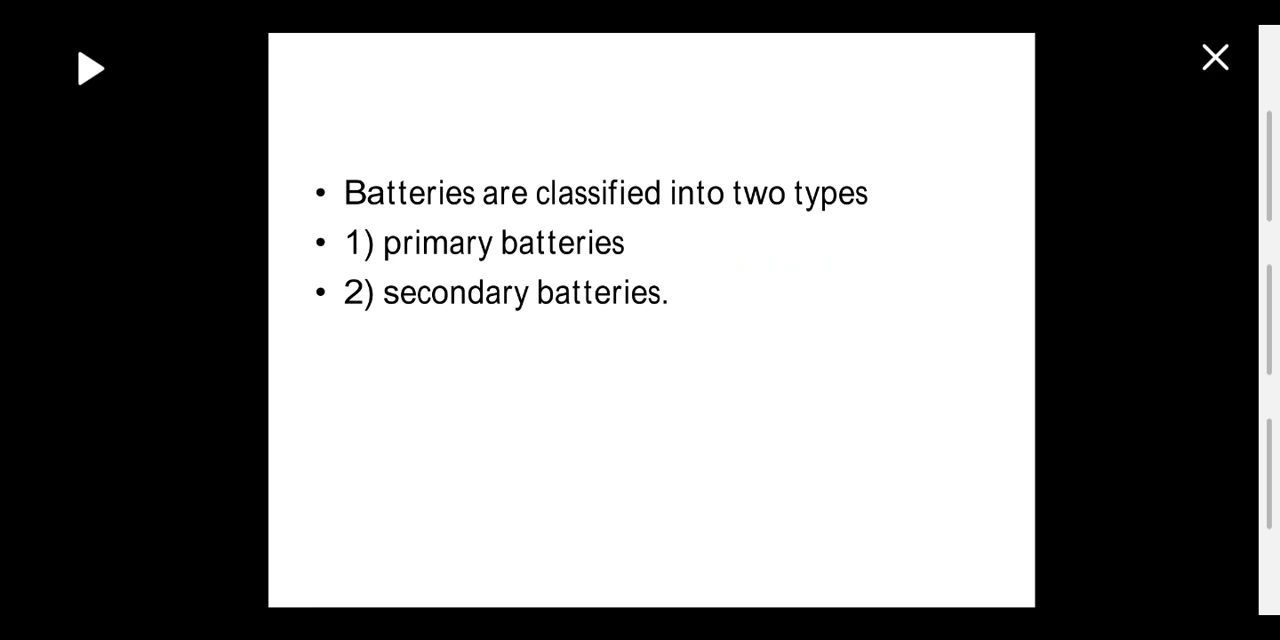 • Batteries are classified into two types
• 1) primary batteries
• 2) secondary batteries.